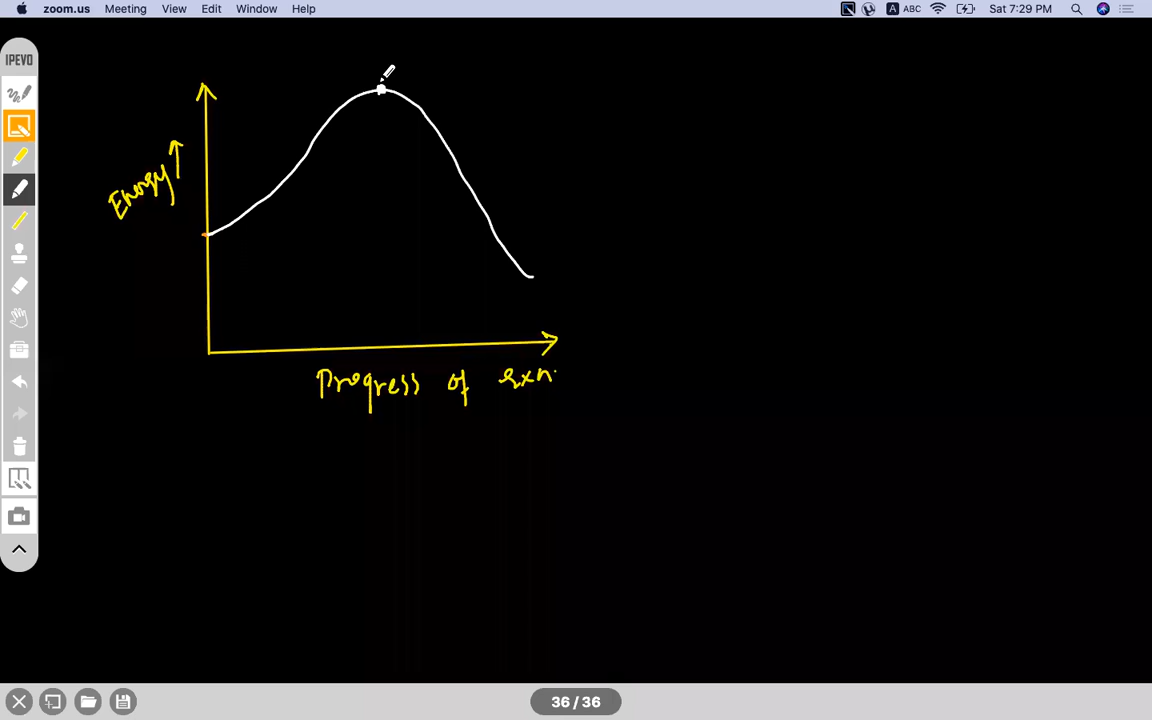 zoom.us Meeting View Edit Window Help
A ABC Sat 7:29 PM
IPEVO
Energy ↑
Progress of rxn.
36 / 36